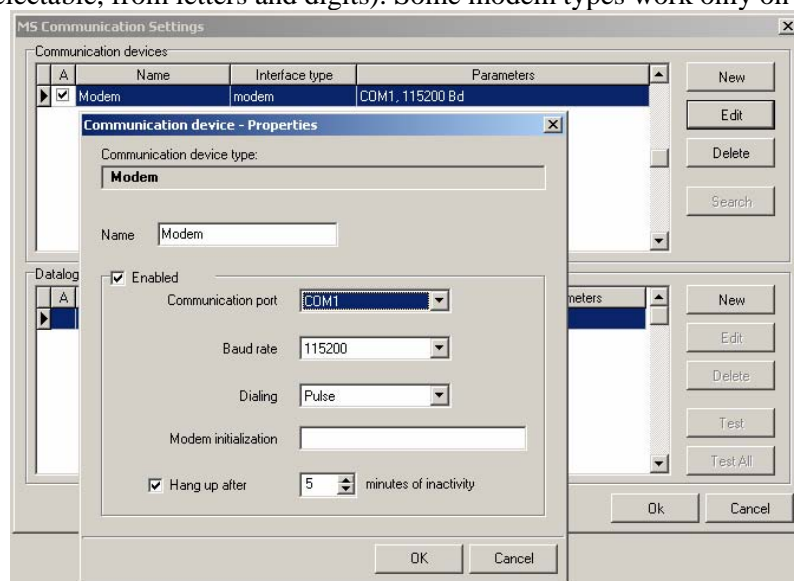 electable, from letters and digits). Some modem types work only on
MS Communication Settings
Communication devices
A Name Interface type Parameters
Modem modem COM1, 115200 Bd
New
Edit
Delete
Search
Communication device - Properties
Communication device type:
Modem
Name Modem
Enabled
Communication port COM1
Baud rate 115200
Dialing Pulse
Modem initialization
Hang up after 5 minutes of inactivity
OK Cancel
Datalog
A meters
New
Edit
Delete
Test
Test All
Ok Cancel